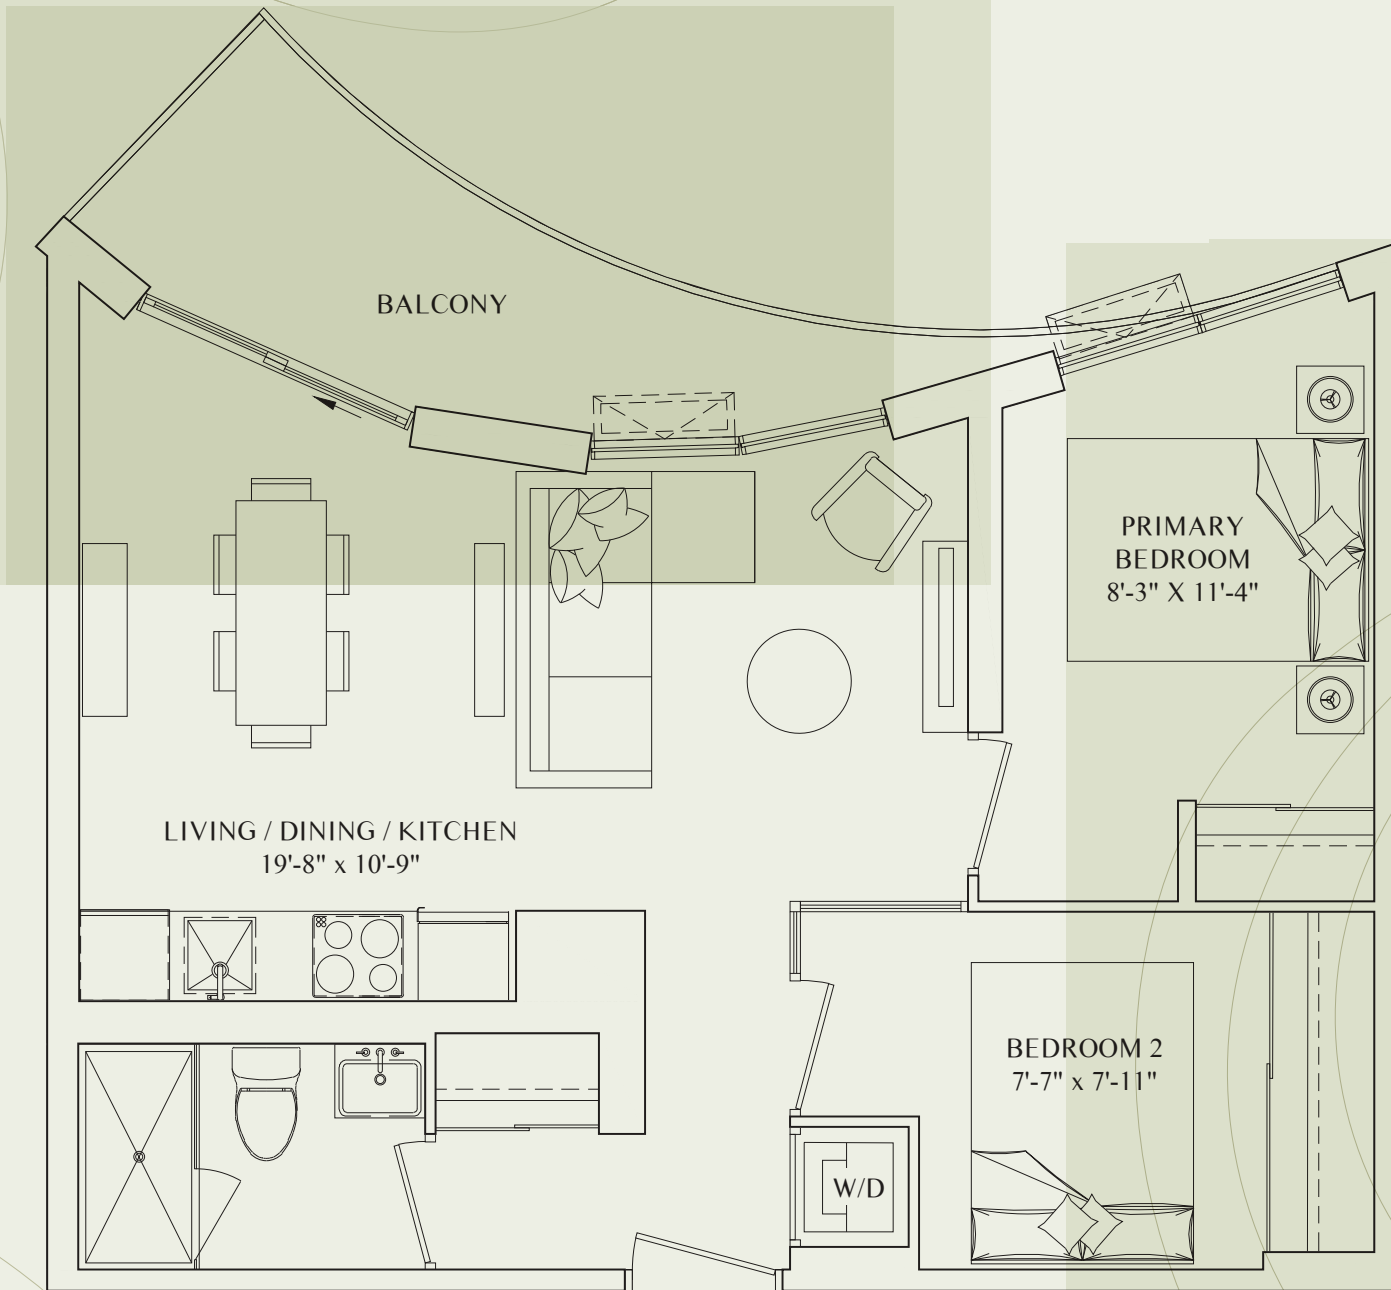 BALCONY
PRIMARY
BEDROOM
8'-3" X 11'-4"
LIVING / DINING / KITCHEN
19'-8" x 10'-9"
BEDROOM 2
7'-7" x 7'-11"
W/D